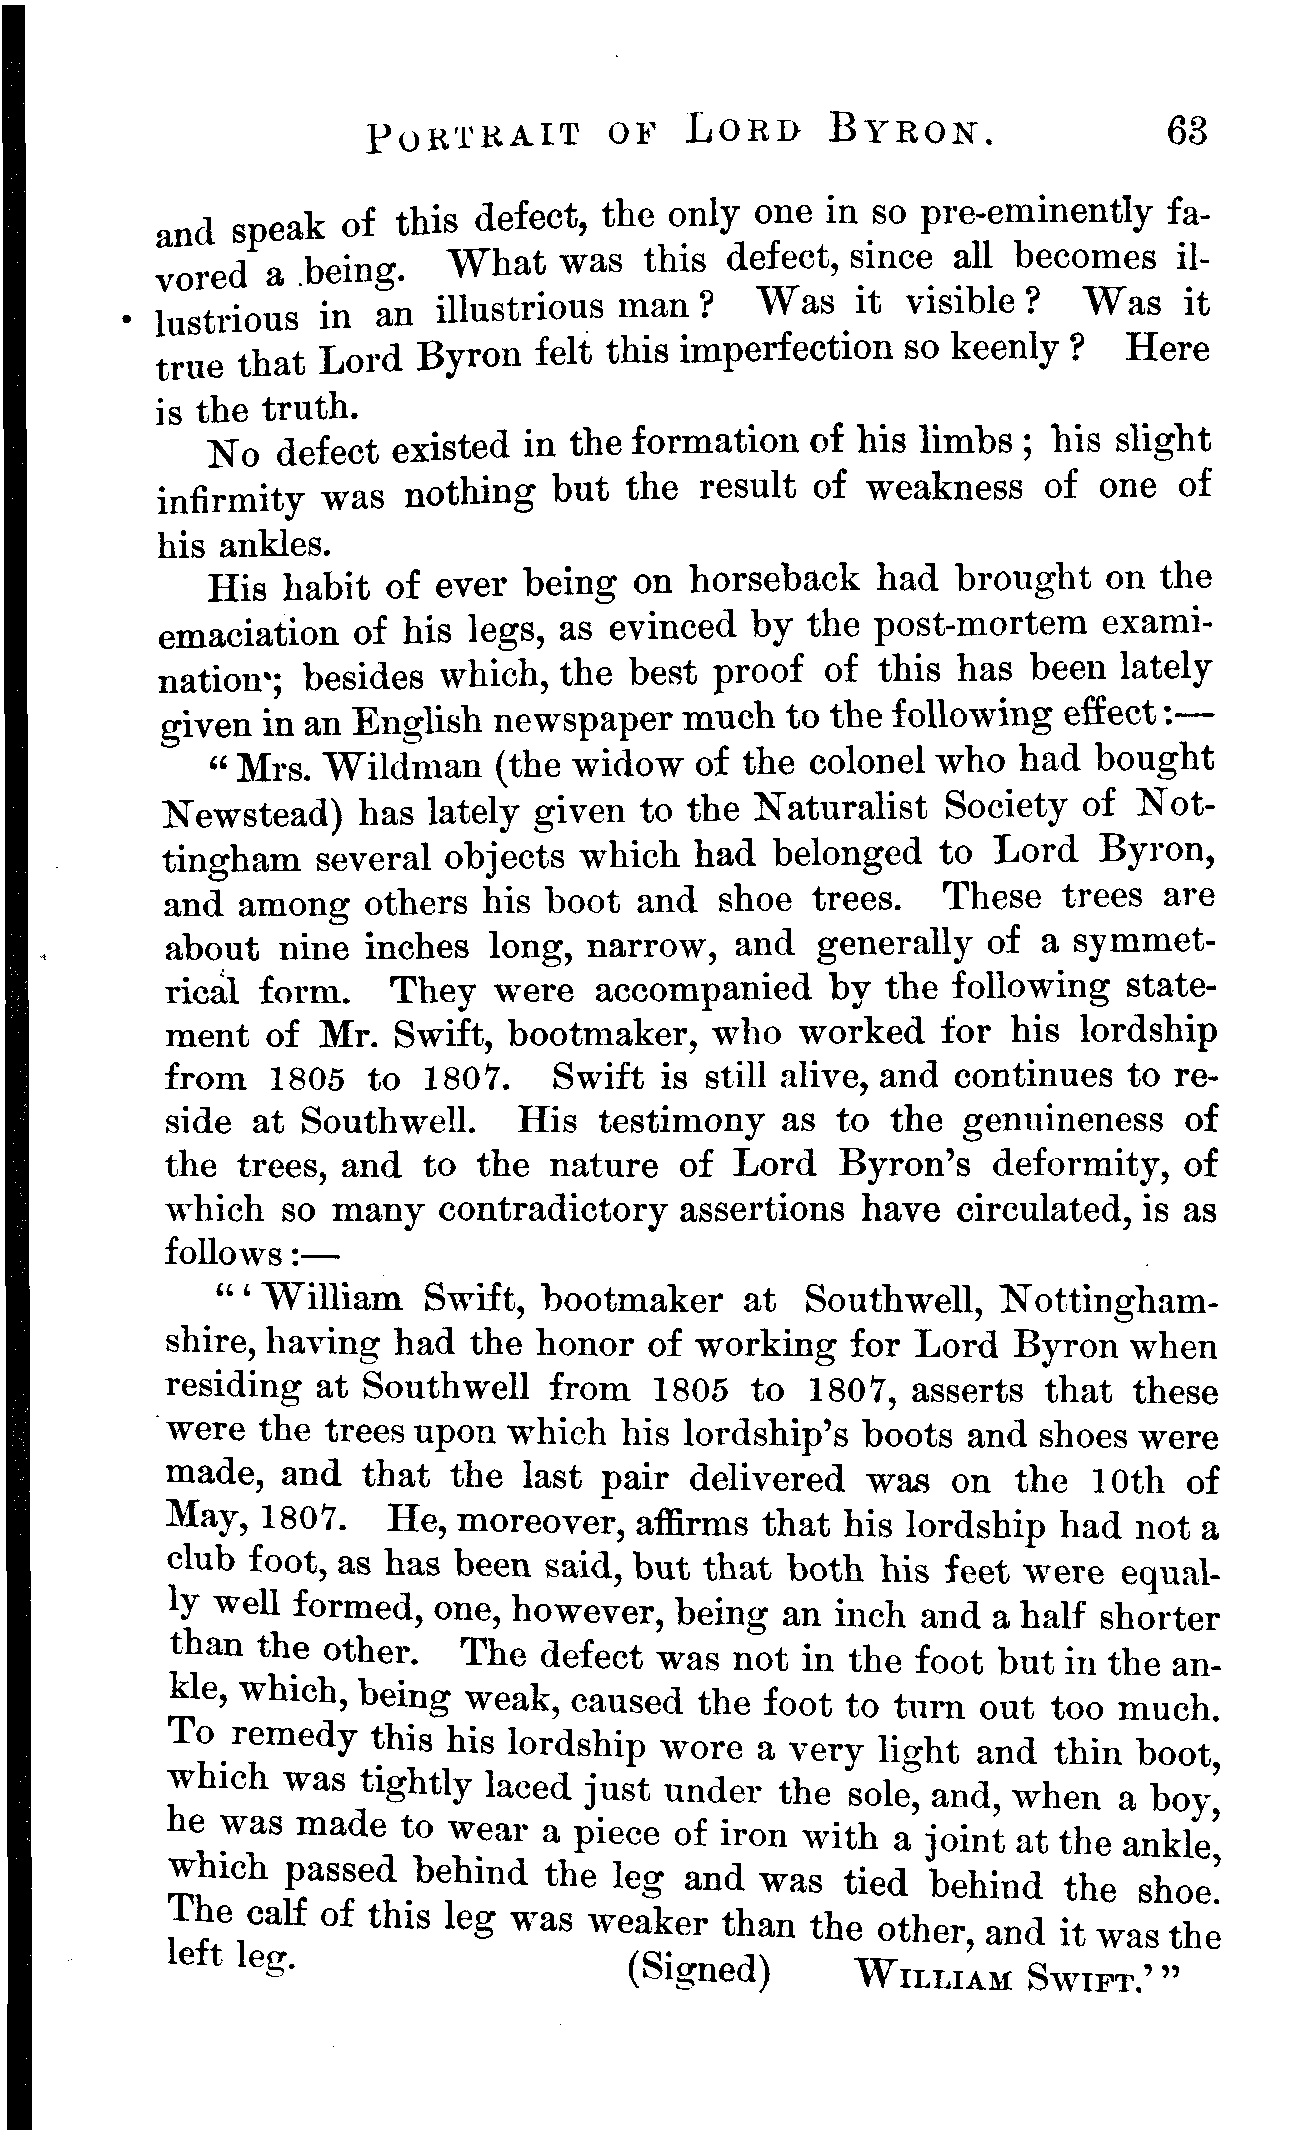 PORTRAIT OF LORD BYRON. 63
and speak of this defect, the only one in so pre-eminently fa-
vored a being. What was this defect, since all becomes il-
lustrious in an illustrious man? Was it visible? Was it
true that Lord Byron felt this imperfection so keenly? Here
is the truth.
No defect existed in the formation of his limbs; his slight
infirmity was nothing but the result of weakness of one of
his ankles.
His habit of ever being on horseback had brought on the
emaciation of his legs, as evinced by the post-mortem exami-
nation; besides which, the best proof of this has been lately
given in an English newspaper much to the following effect:—
“Mrs. Wildman (the widow of the colonel who had bought
Newstead) has lately given to the Naturalist Society of Not-
tingham several objects which had belonged to Lord Byron,
and among others his boot and shoe trees. These trees are
about nine inches long, narrow, and generally of a symmet-
rical form. They were accompanied by the following state-
ment of Mr. Swift, bootmaker, who worked for his lordship
from 1805 to 1807. Swift is still alive, and continues to re-
side at Southwell. His testimony as to the genuineness of
the trees, and to the nature of Lord Byron’s deformity, of
which so many contradictory assertions have circulated, is as
follows:—
“‘William Swift, bootmaker at Southwell, Nottingham-
shire, having had the honor of working for Lord Byron when
residing at Southwell from 1805 to 1807, asserts that these
were the trees upon which his lordship’s boots and shoes were
made, and that the last pair delivered was on the 10th of
May, 1807. He, moreover, affirms that his lordship had not a
club foot, as has been said, but that both his feet were equal-
ly well formed, one, however, being an inch and a half shorter
than the other. The defect was not in the foot but in the an-
kle, which, being weak, caused the foot to turn out too much.
To remedy this his lordship wore a very light and thin boot,
which was tightly laced just under the sole, and, when a boy,
he was made to wear a piece of iron with a joint at the ankle,
which passed behind the leg and was tied behind the shoe.
The calf of this leg was weaker than the other, and it was the
left leg. (Signed) WILLIAM SWIFT.’”